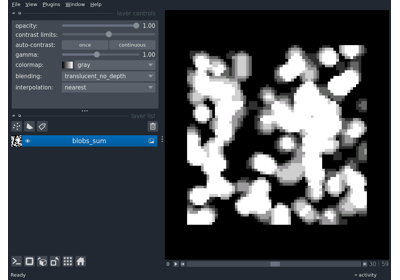 File View Plugins Window Help
layer controls
opacity: 1.00
contrast limits:
auto-contrast: once continuous
gamma: 1.00
colormap: gray
blending: translucent_no_depth
interpolation: nearest
layer list
blobs_sum
30 59
Ready
activity